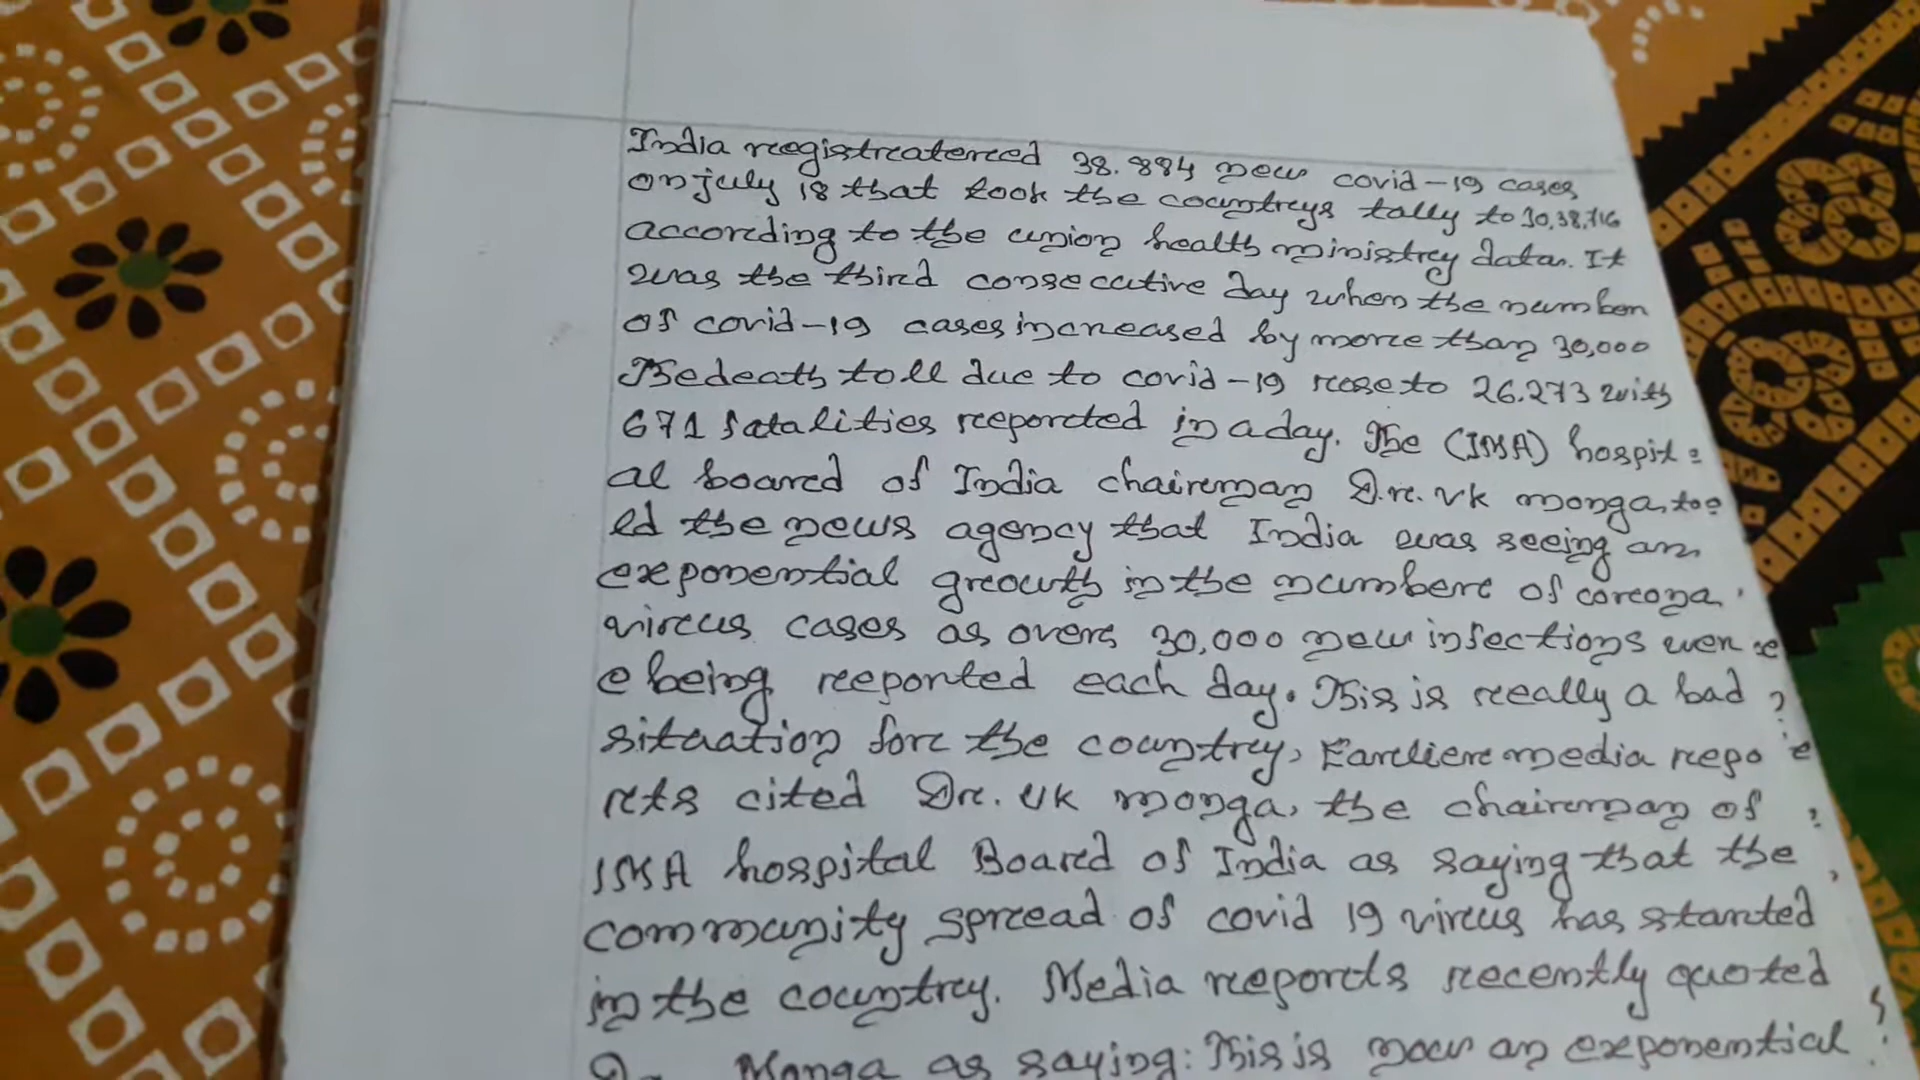 India registratered 38.884 new covid-19 cases
on july 18 that took the countrys tally to 10,38,716
according to the union health ministry data. It
was the third consecutive day when the number
of covid-19 cases increased by more than 30,000
The death toll due to covid-19 rose to 26.273 with
671 fatalities reported in a day. The (IMA) hospit=
al board of India chairman D.r. vk monga, to=
ld the news agency that India was seeing an
exponential growth in the number of corona
virus cases as overs 30,000 new infections wer
e being reported each day. This is really a bad
situation for the country, Earlier media repo
rts cited Dr. VK monga, the chairman of
IMA hospital Board of India as saying that the
community spread of covid 19 virus has started
in the country. Media reports recently quoted
Monga as saying: This is now an exponential